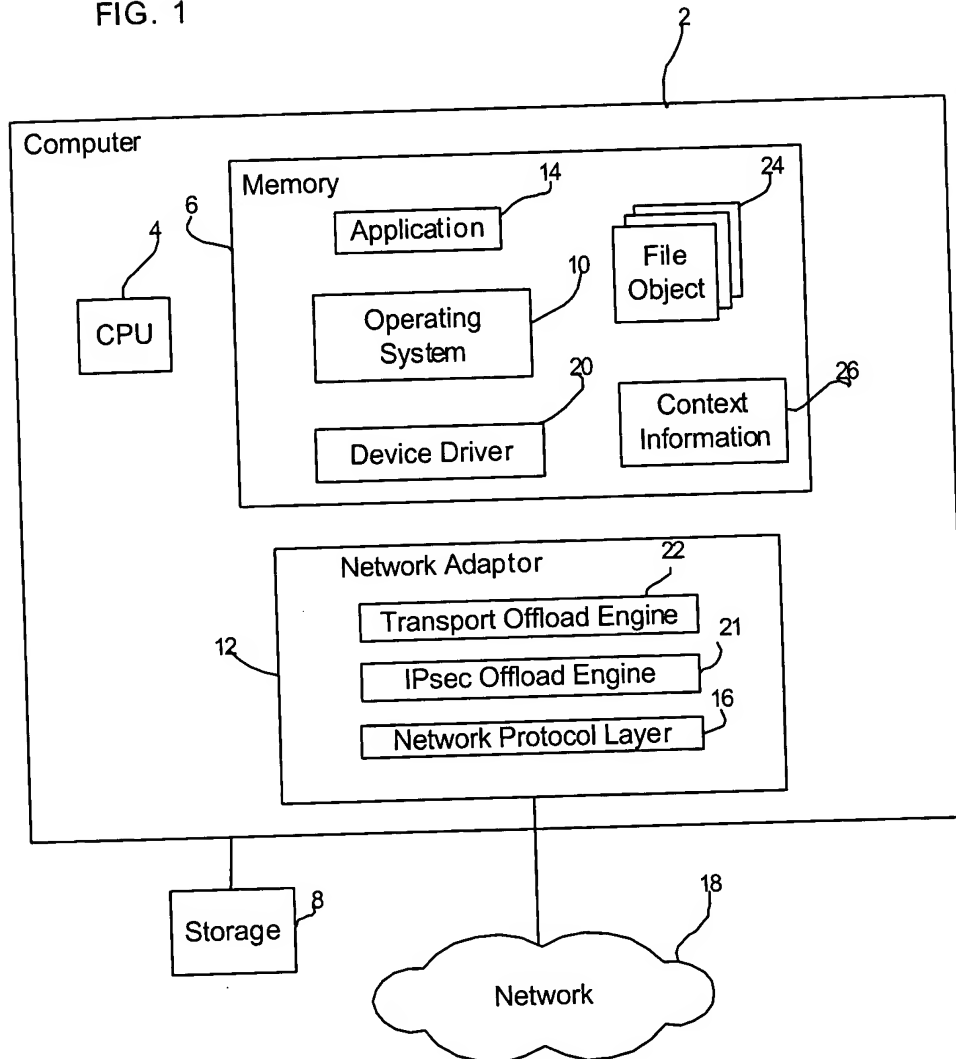 FIG. 1
2
Computer
Memory
14
24
6
Application
4
File
Object
10
CPU
Operating
System
20
26
Context
Information
Device Driver
Network Adaptor
22
Transport Offload Engine
21
12
IPsec Offload Engine
16
Network Protocol Layer
18
8
Storage
Network